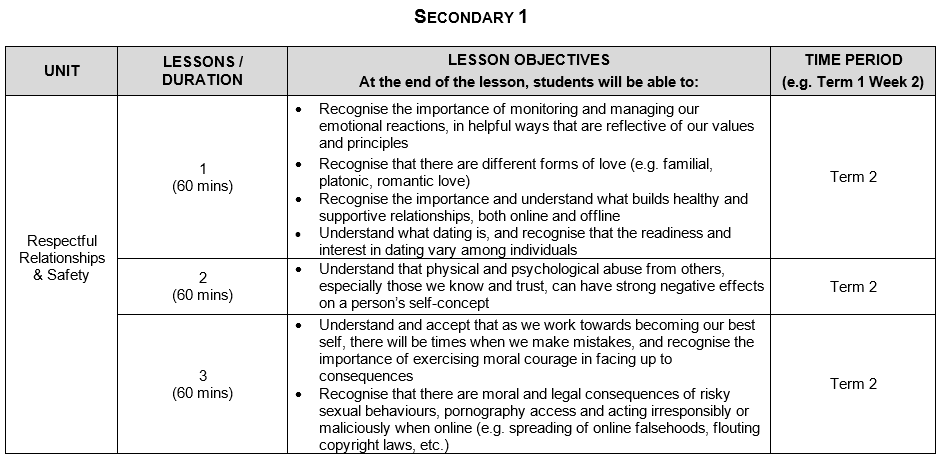 SECONDARY 1
UNIT
LESSONS /
DURATION
LESSON OBJECTIVES
At the end of the lesson, students will be able to:
TIME PERIOD
(e.g. Term 1 Week 2)
Respectful
Relationships
& Safety
1
(60 mins)
• Recognise the importance of monitoring and managing our
emotional reactions, in helpful ways that are reflective of our values
and principles
• Recognise that there are different forms of love (e.g. familial,
platonic, romantic love)
• Recognise the importance and understand what builds healthy and
supportive relationships, both online and offline
• Understand what dating is, and recognise that the readiness and
interest in dating vary among individuals
Term 2
2
(60 mins)
• Understand that physical and psychological abuse from others,
especially those we know and trust, can have strong negative effects
on a person's self-concept
Term 2
3
(60 mins)
• Understand and accept that as we work towards becoming our best
self, there will be times when we make mistakes, and recognise the
importance of exercising moral courage in facing up to
consequences
• Recognise that there are moral and legal consequences of risky
sexual behaviours, pornography access and acting irresponsibly or
maliciously when online (e.g. spreading of online falsehoods, flouting
copyright laws, etc.)
Term 2